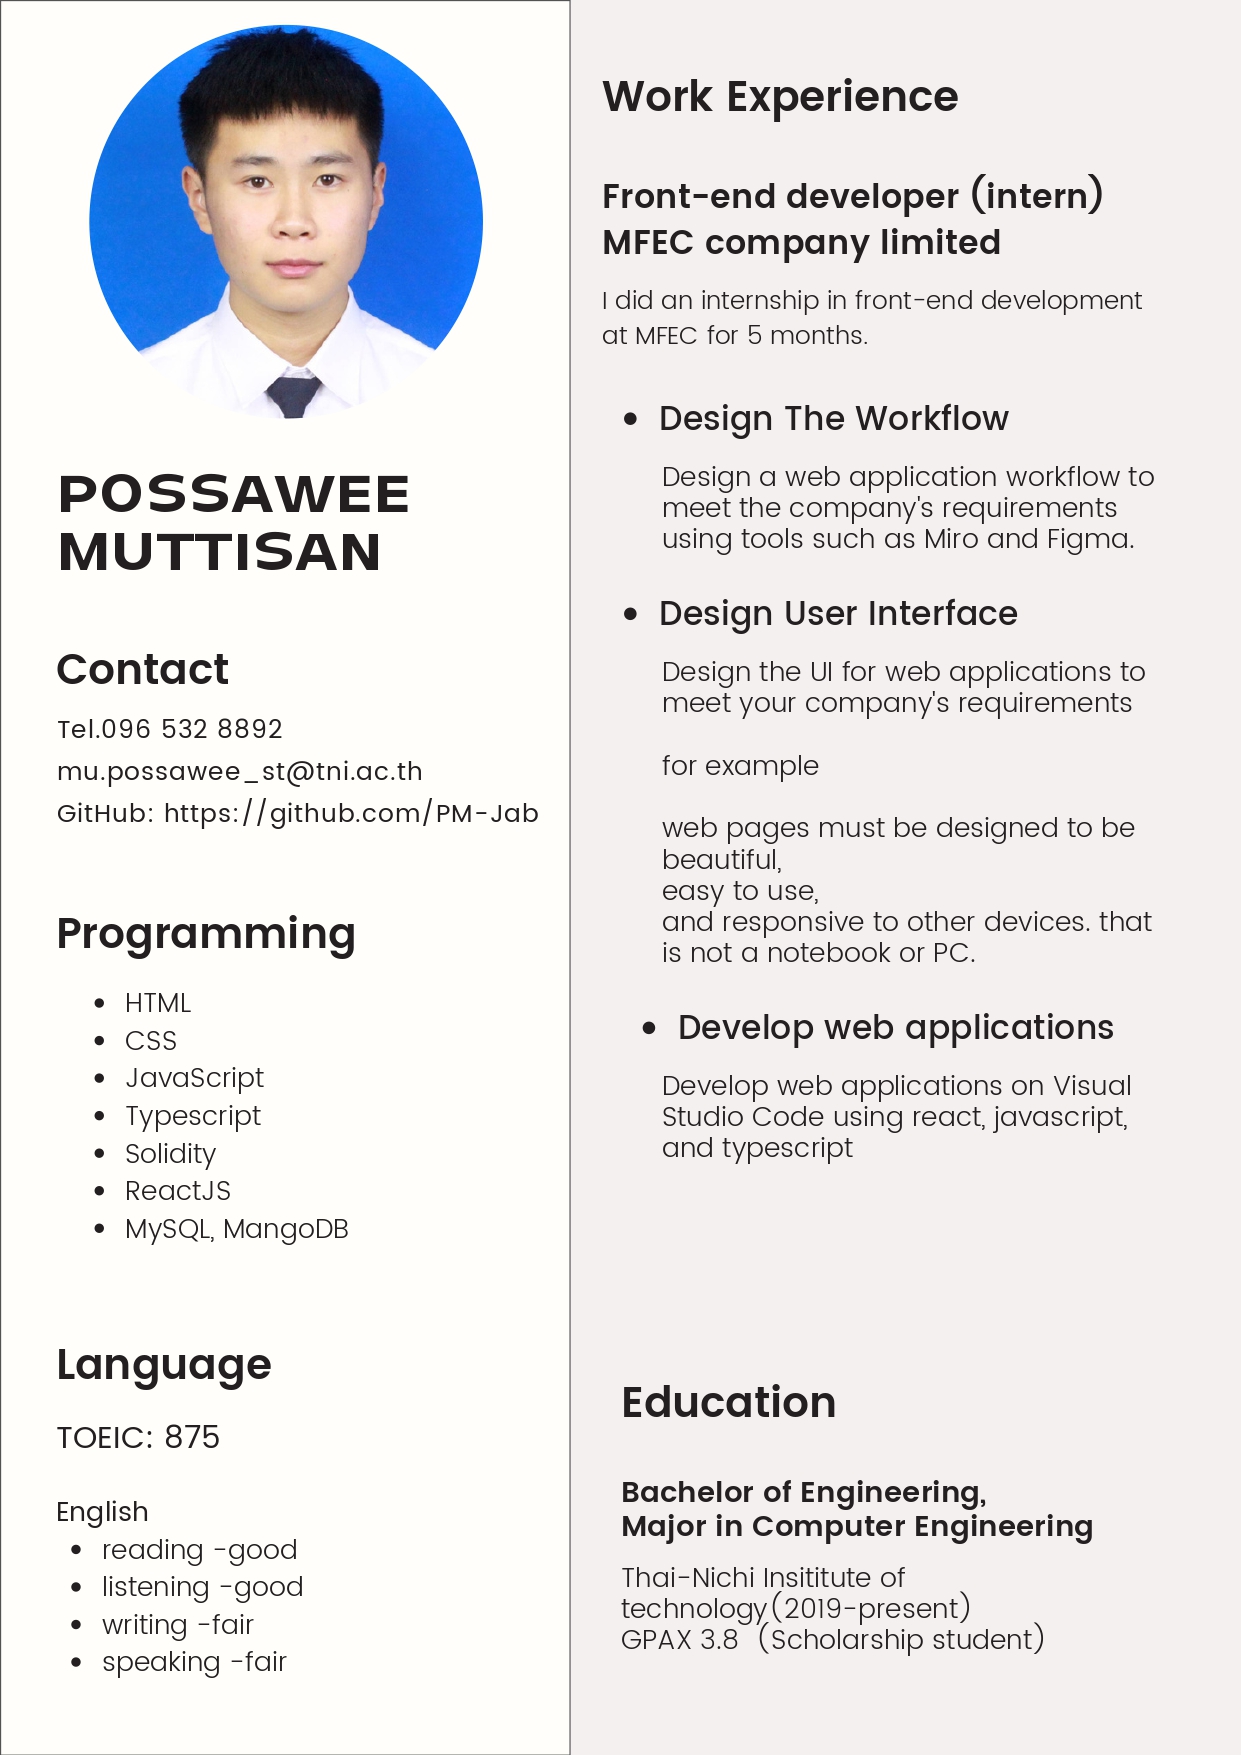 POSSAWEE
MUTTISAN
Contact
Tel.096 532 8892
mu.possawee_st@tni.ac.th
GitHub: https://github.com/PM-Jab
Programming
• HTML
• CSS
• JavaScript
• Typescript
• Solidity
• ReactJS
• MySQL, MangoDB
Language
TOEIC: 875
English
• reading -good
• listening -good
• writing -fair
• speaking -fair
Work Experience
Front-end developer (intern)
MFEC company limited
I did an internship in front-end development
at MFEC for 5 months.
• Design The Workflow
Design a web application workflow to
meet the company's requirements
using tools such as Miro and Figma.
• Design User Interface
Design the UI for web applications to
meet your company's requirements
for example
web pages must be designed to be
beautiful,
easy to use,
and responsive to other devices. that
is not a notebook or PC.
• Develop web applications
Develop web applications on Visual
Studio Code using react, javascript,
and typescript
Education
Bachelor of Engineering,
Major in Computer Engineering
Thai-Nichi Insititute of
technology(2019-present)
GPAX 3.8 (Scholarship student)